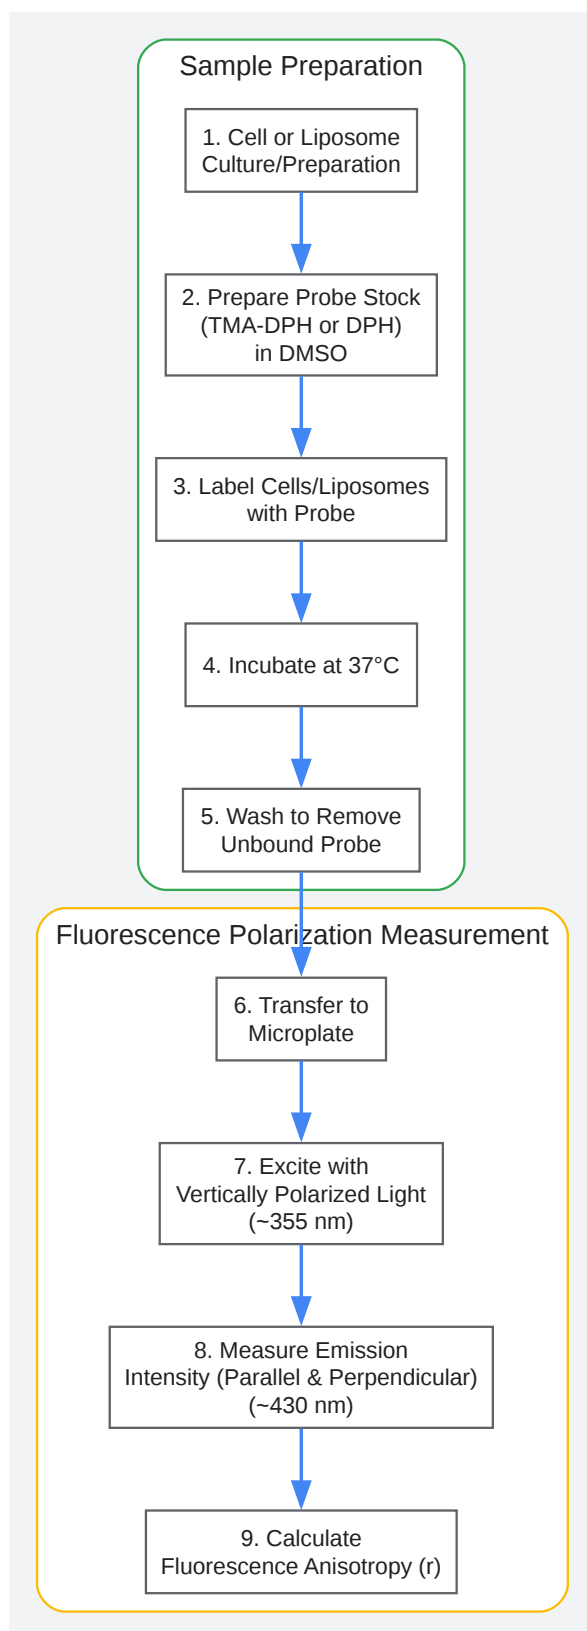 Sample Preparation
1. Cell or Liposome
Culture/Preparation
2. Prepare Probe Stock
(TMA-DPH or DPH)
in DMSO
3. Label Cells/Liposomes
with Probe
4. Incubate at 37°C
5. Wash to Remove
Unbound Probe
Fluorescence Polarization Measurement
6. Transfer to
Microplate
7. Excite with
Vertically Polarized Light
(~355 nm)
8. Measure Emission
Intensity (Parallel & Perpendicular)
(~430 nm)
9. Calculate
Fluorescence Anisotropy (r)